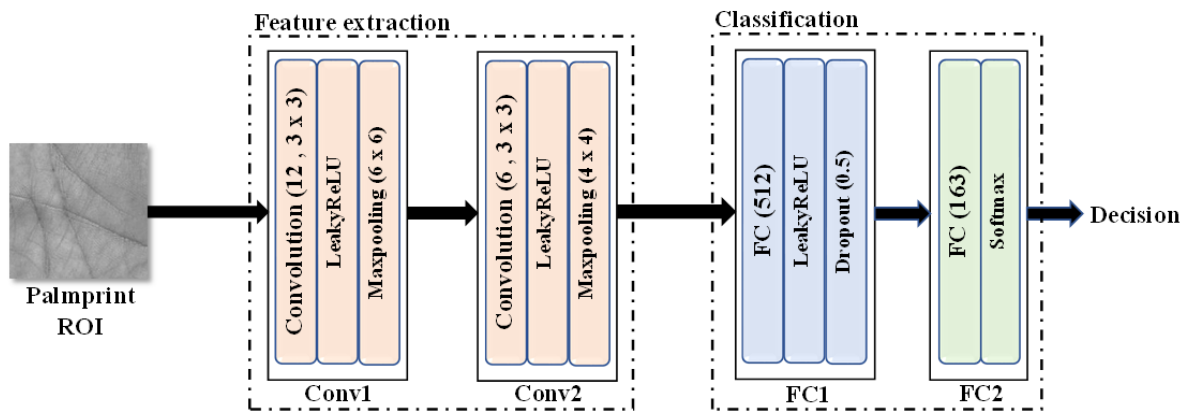 Feature extraction
Classification
Palmprint
ROI
Convolution (12 , 3 x 3)
LeakyReLU
Maxpooling (6 x 6)
Conv1
Convolution (6 , 3 x 3)
LeakyReLU
Maxpooling (4 x 4)
Conv2
FC (512)
LeakyReLU
Dropout (0.5)
FC1
FC (163)
Softmax
FC2
Decision